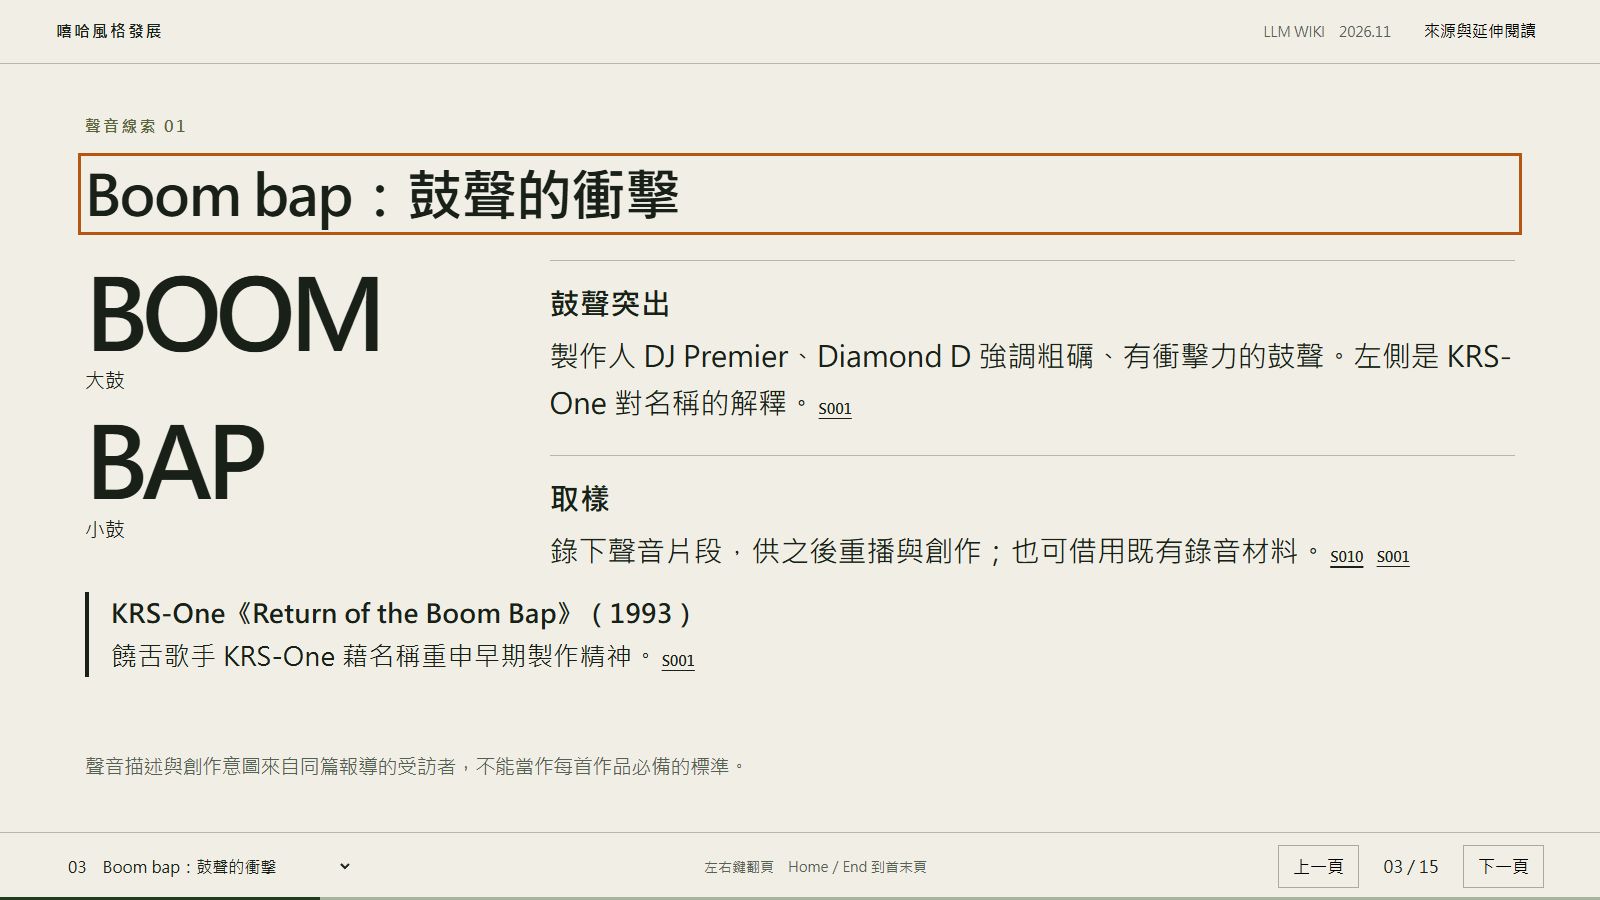 嘻哈風格發展
LLM WIKI 2026.11 來源與延伸閱讀
聲音線索 01
Boom bap：鼓聲的衝擊
BOOM
大鼓
BAP
小鼓
鼓聲突出
製作人 DJ Premier、Diamond D 強調粗礪、有衝擊力的鼓聲。左側是 KRS-
One 對名稱的解釋。 S001
取樣
錄下聲音片段，供之後重播與創作；也可借用既有錄音材料。 S010 S001
KRS-One《Return of the Boom Bap》（1993）
饒舌歌手 KRS-One 藉名稱重申早期製作精神。 S001
聲音描述與創作意圖來自同篇報導的受訪者，不能當作每首作品必備的標準。
03 Boom bap：鼓聲的衝擊
左右鍵翻頁 Home / End 到首末頁
上一頁 03 / 15 下一頁